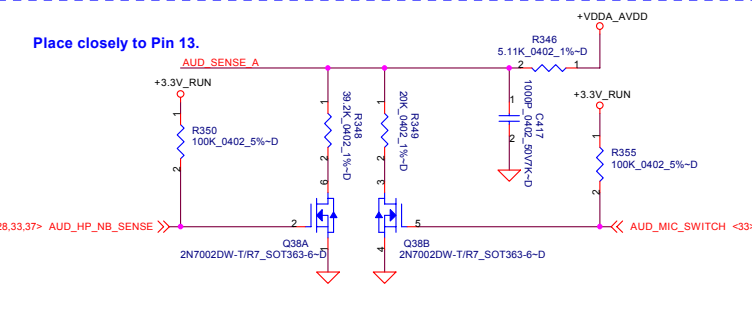 +VDDA_AVDD
Place closely to Pin 13.
R346
5.11K_0402_1%~D
AUD_SENSE_A
2
1
+3.3V_RUN
+3.3V_RUN
1
1
1
1
1
R350
100K_0402_5%~D
R348
39.2K_0402_1%~D
R349
20K_0402_1%~D
C417
1000P_0402_50V7K~D
R355
100K_0402_5%~D
2
2
2
2
2
6
3
28,33,37> AUD_HP_NB_SENSE
2
5
AUD_MIC_SWITCH <33>
1
4
Q38A
2N7002DW-T/R7_SOT363-6~D
Q38B
2N7002DW-T/R7_SOT363-6~D